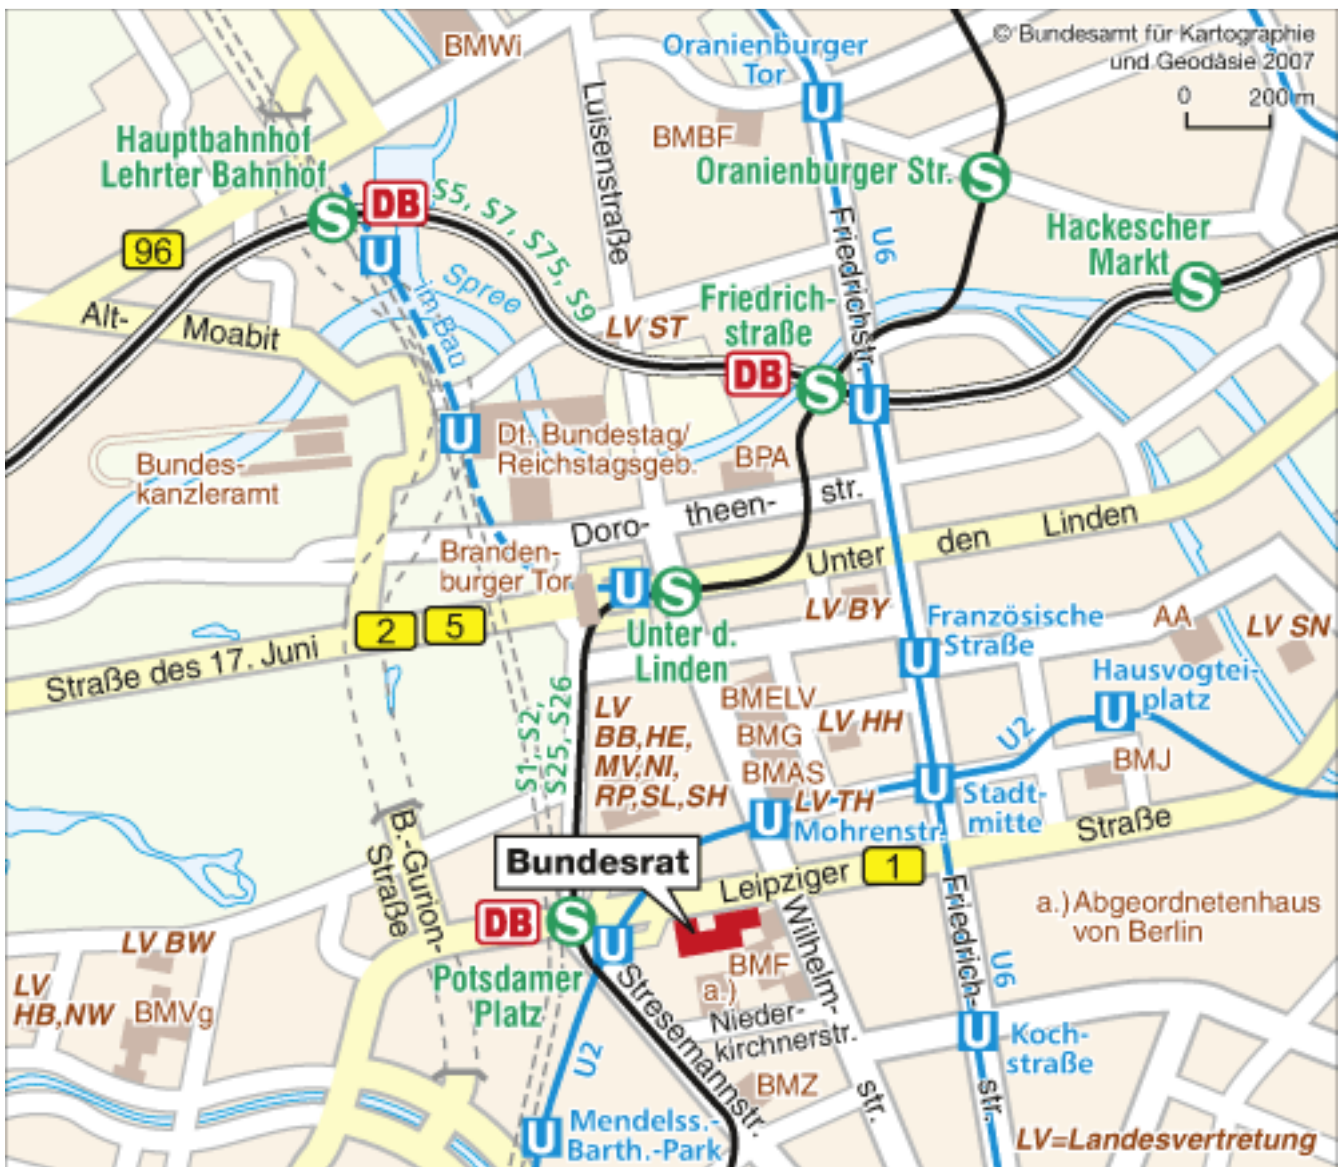 BMWi
Oranienburger
Tor
© Bundesamt für Kartographie
und Geodäsie 2007
0 200 m
U
Hauptbahnhof
Lehrter Bahnhof
Luisenstraße
BMBF
Oranienburger Str.
S
S
DB
S5, S7, S75, S9
96
U
Friedrichstr.
U6
Hackescher
Markt
S
Spree
im Bau
Alt-
Moabit
LV ST
Friedrich-
straße
DB
S
U
U
Dt. Bundestag/
Reichstagsgeb.
BPA
Bundes-
kanzleramt
Doro-
theen-
str.
Unter
den
Linden
Branden-
burger Tor
U
S
LV BY
2
5
Unter d.
Linden
Straße des 17. Juni
Französische
Straße
U
AA
LV SN
Hausvogtei-
platz
U
S1, S2,
S25, S26
LV
BB,HE,
MV,NI,
RP,SL,SH
BMELV
BMG
BMAS
LV HH
U2
BMJ
LV TH
U
Mohrenstr.
U
Stadt-
mitte
Bundesrat
Leipziger
1
Straße
B.-Gurion-
Straße
DB
S
U
Potsdamer
Platz
LV BW
LV
HB,NW
BMVg
BMF
a.)
Wilhelm-
str.
Friedrich-
str.
U6
a.)Abgeordnetenhaus
von Berlin
Nieder-
kirchnerstr.
Stresemannstr.
U2
BMZ
U
Koch-
straße
U
Mendelss.-
Barth.-Park
LV=Landesvertretung